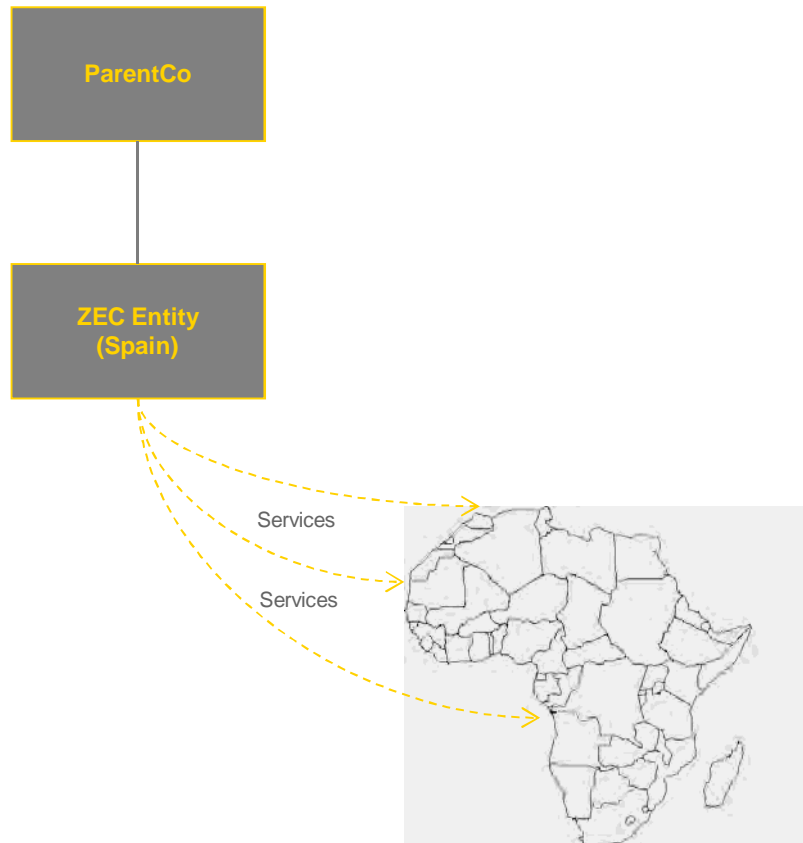 ParentCo
ZEC Entity
(Spain)
Services
Services